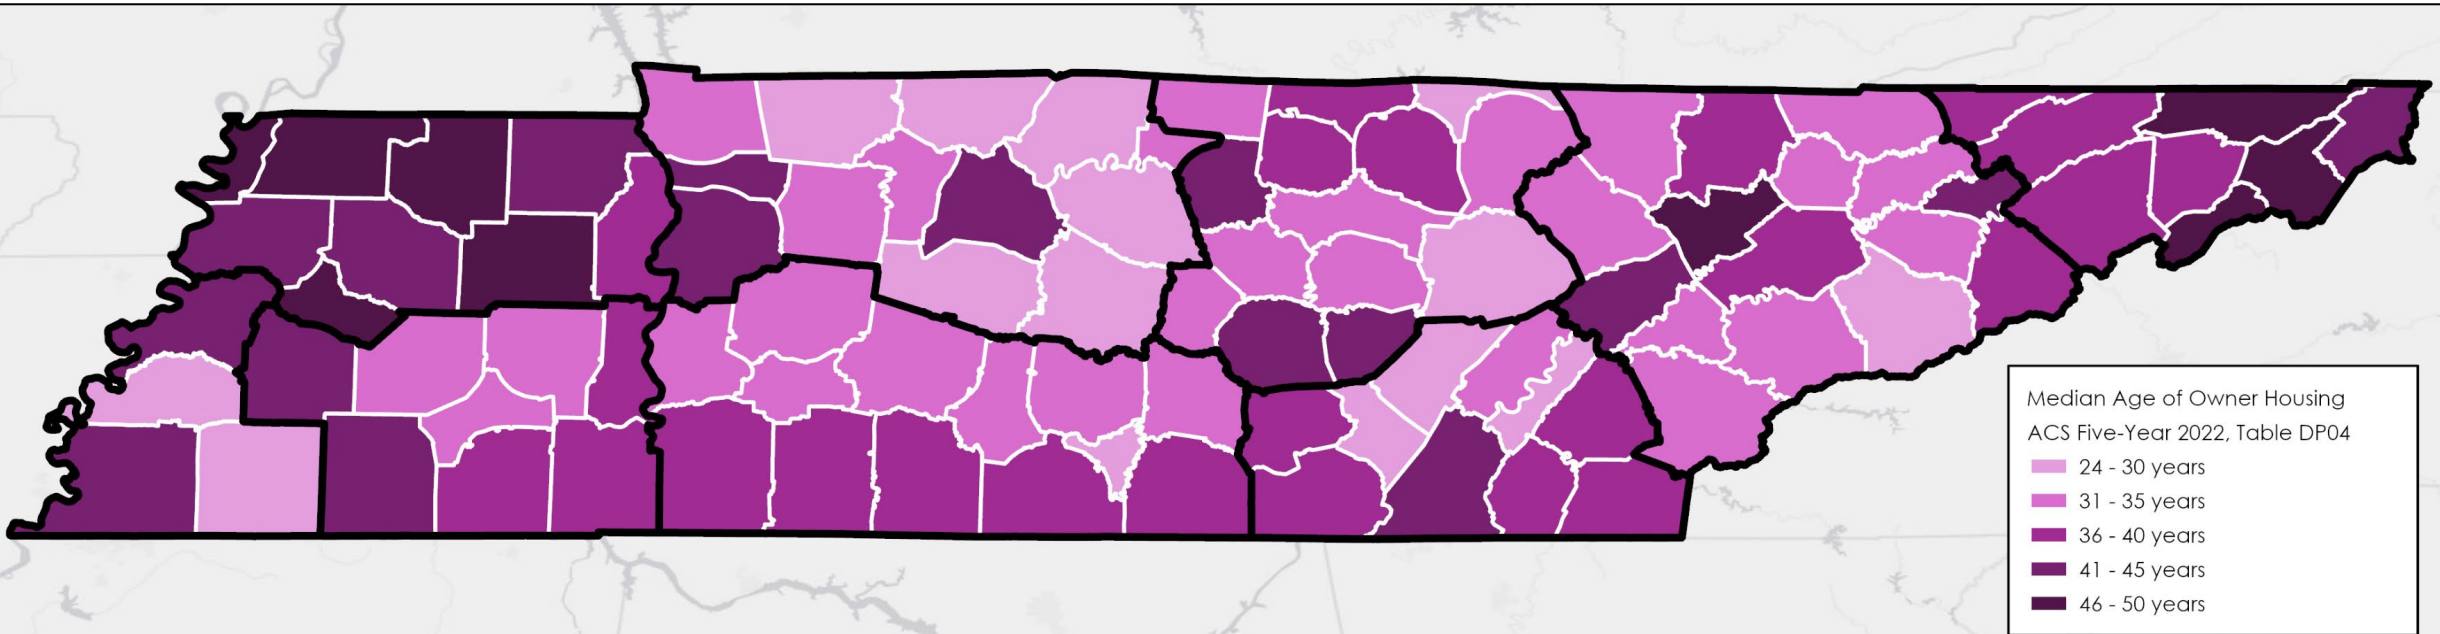 Median Age of Owner Housing
ACS Five-Year 2022, Table DP04
24 - 30 years
31 - 35 years
36 - 40 years
41 - 45 years
46 - 50 years